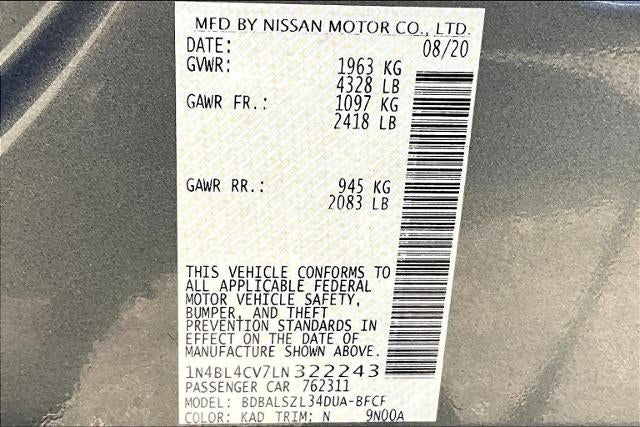 MFD BY NISSAN MOTOR CO., LTD.
DATE: 08/20
GVWR: 1963 KG
4328 LB
GAWR FR.: 1097 KG
2418 LB
GAWR RR.: 945 KG
2083 LB
THIS VEHICLE CONFORMS TO
ALL APPLICABLE FEDERAL
MOTOR VEHICLE SAFETY,
BUMPER, AND THEFT
PREVENTION STANDARDS IN
EFFECT ON THE DATE OF
MANUFACTURE SHOWN ABOVE.
1N4BL4CV7LN322243
PASSENGER CAR 762311
MODEL: BDBALSZL34DUA-BFCF
COLOR: KAD TRIM: N 9N00A